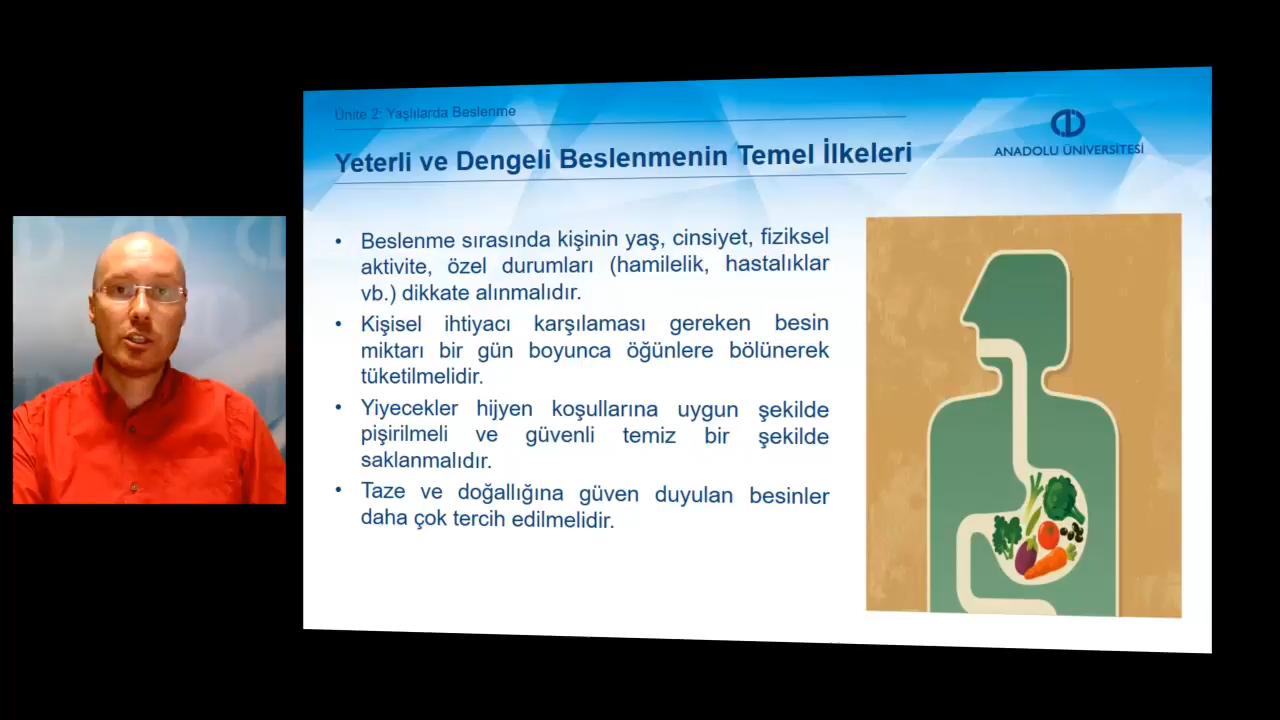 Ünite 2: Yaşlılarda Beslenme
Yeterli ve Dengeli Beslenmenin Temel İlkeleri
ANADOLU ÜNİVERSİTESİ
• Beslenme sırasında kişinin yaş, cinsiyet, fiziksel
aktivite, özel durumları (hamilelik, hastalıklar
vb.) dikkate alınmalıdır.
• Kişisel ihtiyacı karşılaması gereken besin
miktarı bir gün boyunca öğünlere bölünerek
tüketilmelidir.
• Yiyecekler hijyen koşullarına uygun şekilde
pişirilmeli ve güvenli temiz bir şekilde
saklanmalıdır.
• Taze ve doğallığına güven duyulan besinler
daha çok tercih edilmelidir.